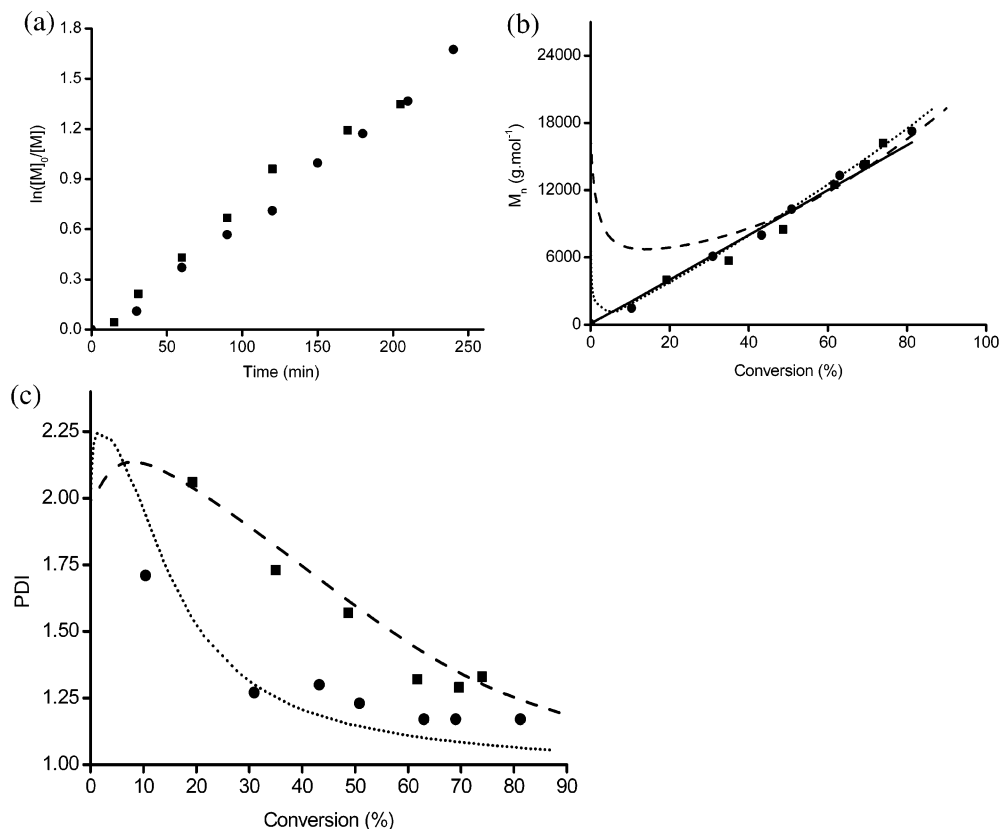 (a)
1.8
1.5
1.2
0.9
0.6
0.3
0.0
ln([M]₀/[M])
0 50 100 150 200 250
Time (min)
(b)
24000
18000
12000
6000
0
Mₙ (g.mol⁻¹)
0 20 40 60 80 100
Conversion (%)
(c)
2.25
2.00
1.75
1.50
1.25
1.00
PDI
0 10 20 30 40 50 60 70 80 90
Conversion (%)